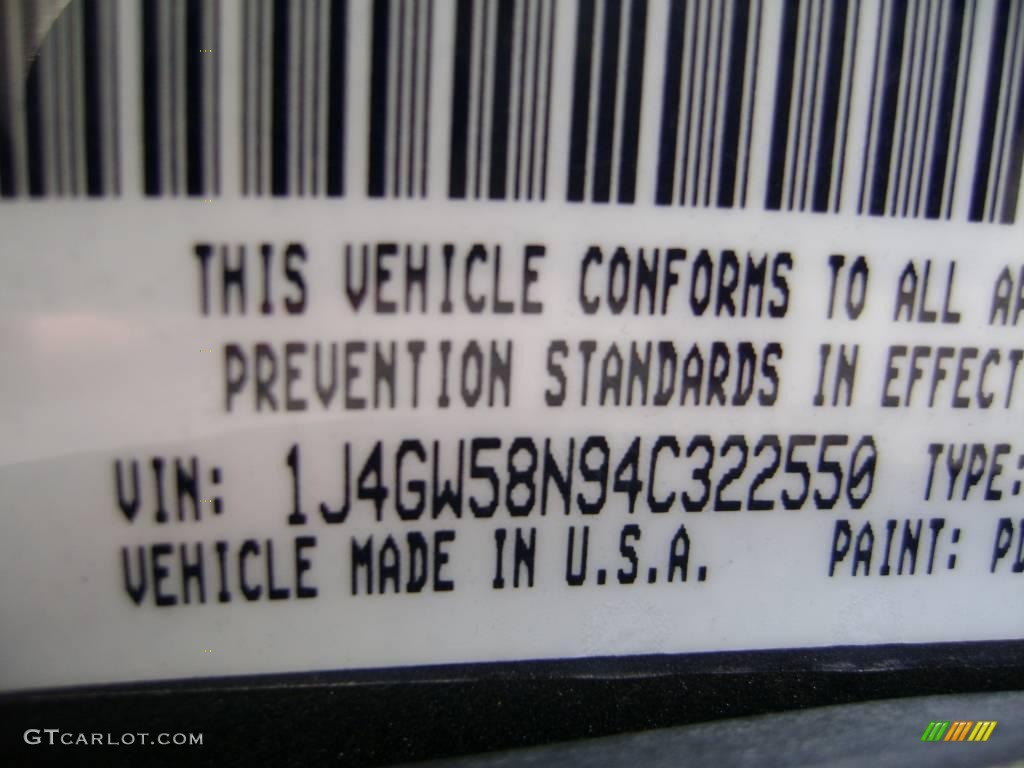 THIS VEHICLE CONFORMS TO ALL
PREVENTION STANDARDS IN EFFECT
VIN: 1J4GW58N94C322550 TYPE:
VEHICLE MADE IN U.S.A. PAINT:
GTCARLOT.COM